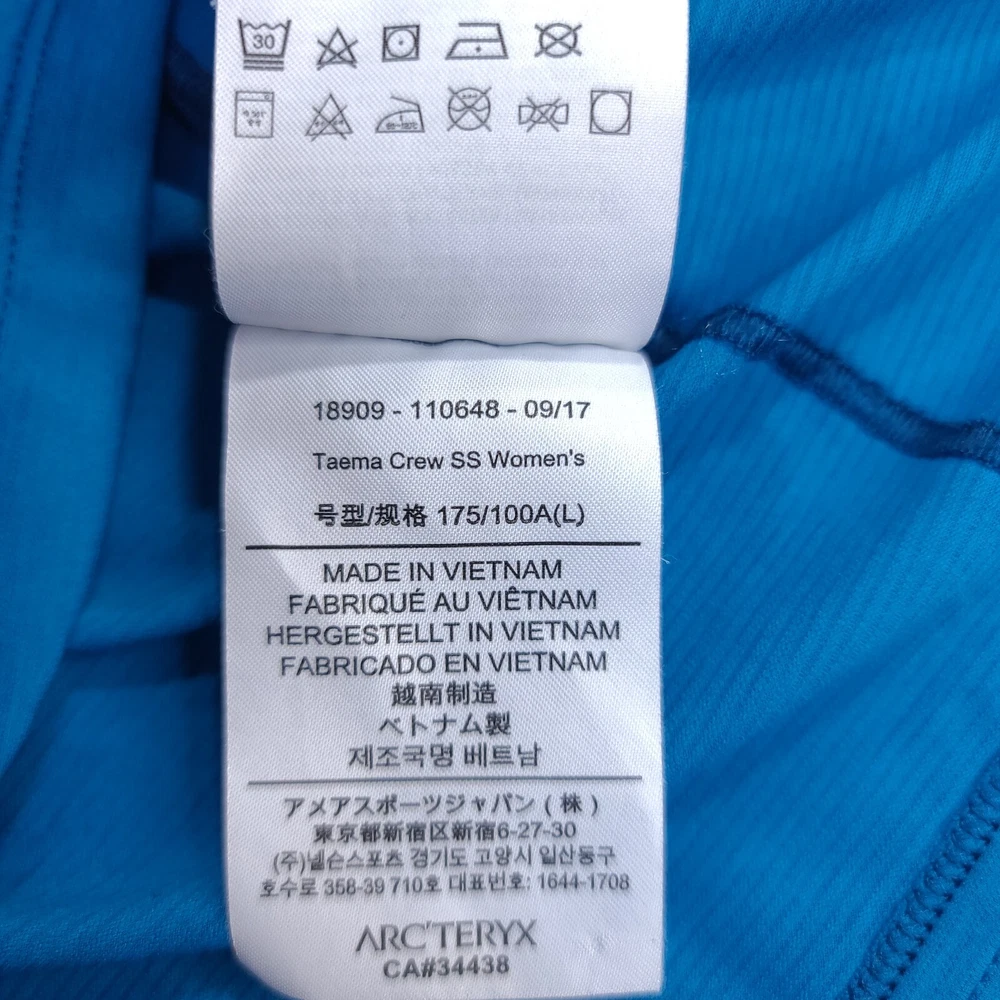 30
18909 - 110648 - 09/17
Taema Crew SS Women's
号型/规格 175/100A(L)
MADE IN VIETNAM
FABRIQUÉ AU VIÊTNAM
HERGESTELLT IN VIETNAM
FABRICADO EN VIETNAM
越南制造
ベトナム製
제조국명 베트남
アメアスポーツジャパン ( 株 )
東京都新宿区新宿6-27-30
(주)넬슨스포츠 경기도 고양시 일산동구
호수로 358-39 710호 대표번호: 1644-1708
ARC'TERYX
CA#34438